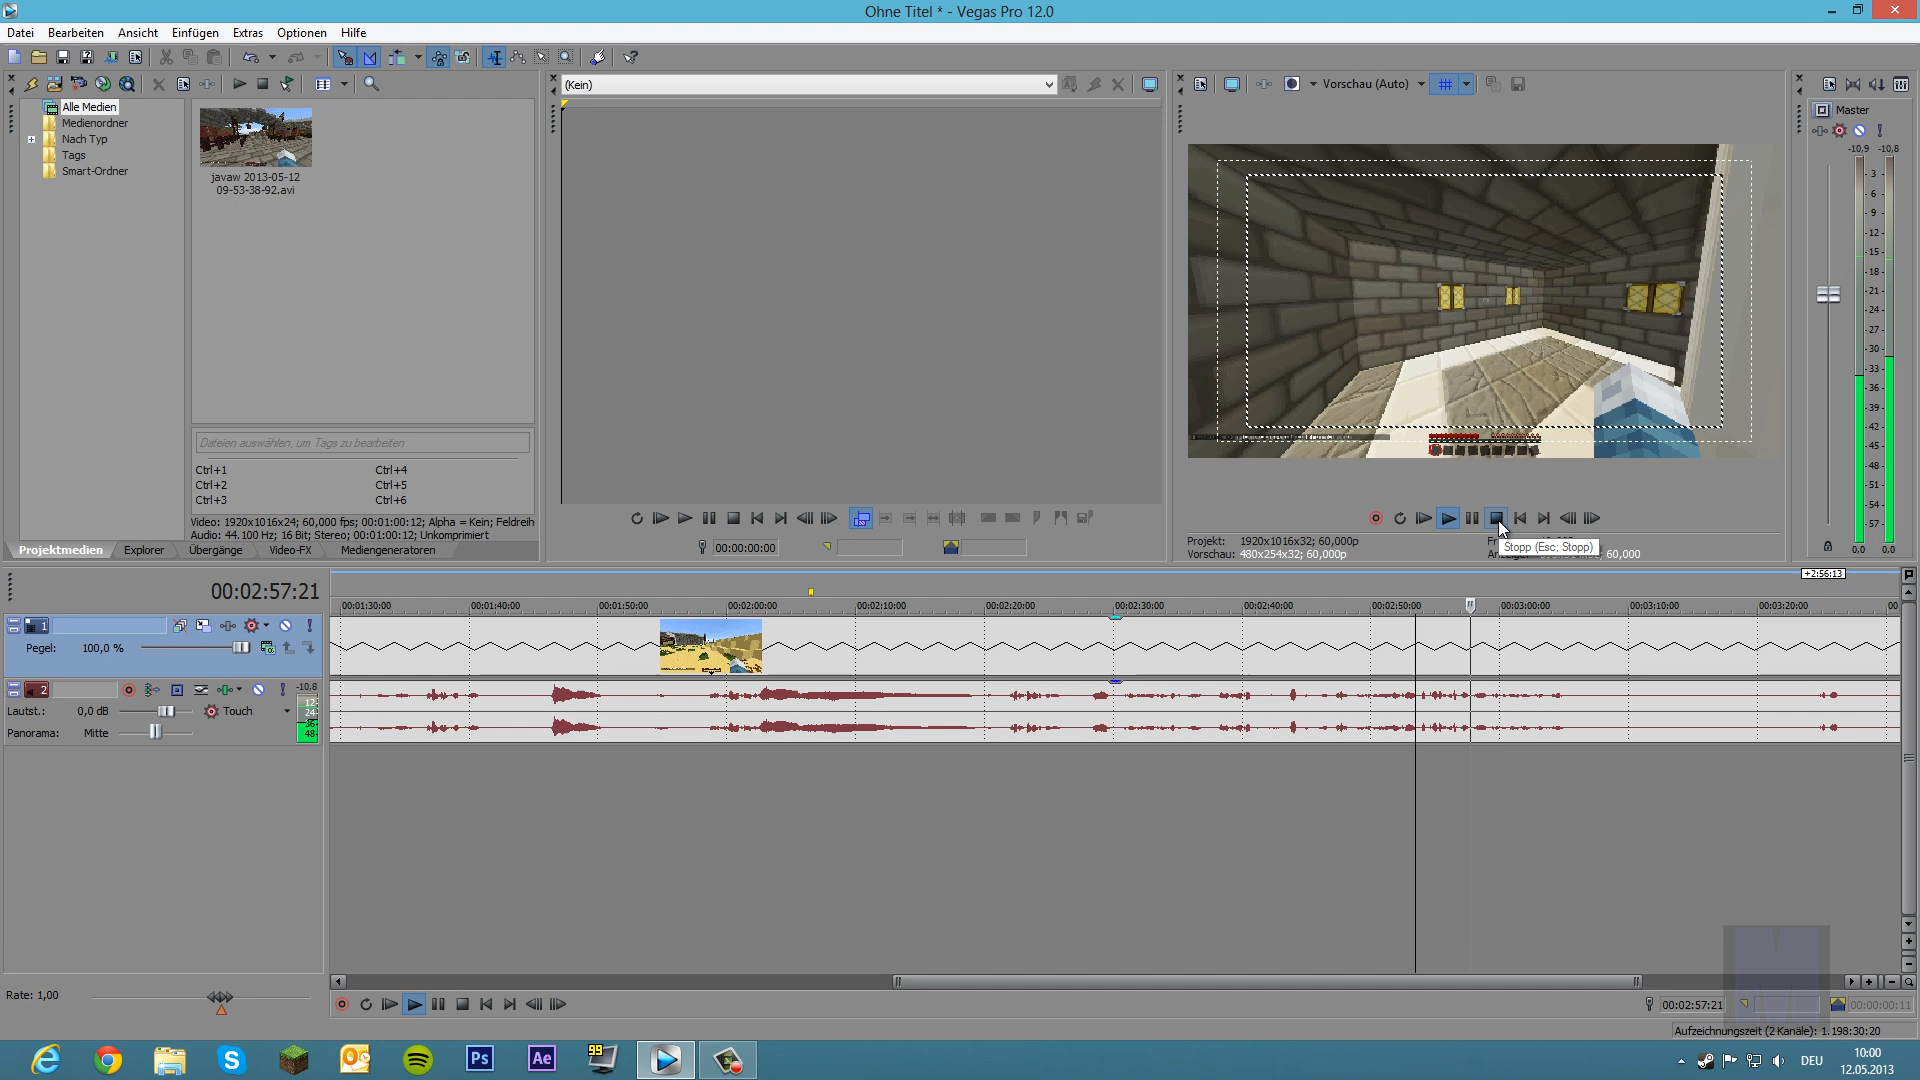 Ohne Titel * - Vegas Pro 12.0
Datei Bearbeiten Ansicht Einfügen Extras Optionen Hilfe
(Kein)
Vorschau (Auto)
Alle Medien
Medienordner
Nach Typ
Tags
Smart-Ordner
javaw 2013-05-12
09-53-38-92.avi
Master
-10,9 -10,8
- 3 -
- 6 -
- 9 -
-12-
-15-
-18-
-21-
-24-
-27-
-30-
-33-
-36-
-39-
-42-
-45-
-48-
-51-
-54-
-57-
0,0 0,0
Dateien auswählen, um Tags zu bearbeiten
Ctrl+1 Ctrl+4
Ctrl+2 Ctrl+5
Ctrl+3 Ctrl+6
Video: 1920x1016x24; 60,000 fps; 00:01:00:12; Alpha = Kein; Feldreih
Audio: 44.100 Hz; 16 Bit; Stereo; 00:01:00:12; Unkomprimiert
Projektmedien Explorer Übergänge Video-FX Mediengeneratoren
00:00:00:00
Projekt: 1920x1016x32; 60,000p
Vorschau: 480x254x32; 60,000p
Stopp (Esc; Stopp)
60,000
00:02:57:21
+2:56:13
00:01:30:00 00:01:40:00 00:01:50:00 00:02:00:00 00:02:10:00 00:02:20:00 00:02:30:00 00:02:40:00 00:02:50:00 00:03:00:00 00:03:10:00 00:03:20:00 00
1
Pegel: 100,0 %
2
-10,8
Lautst.: 0,0 dB Touch
12
24
36
48
Panorama: Mitte
Rate: 1,00
00:02:57:21 00:00:00:11
Aufzeichnungszeit (2 Kanäle): 1.198:30:20
Ps Ae 99
DEU
10:00
12.05.2013